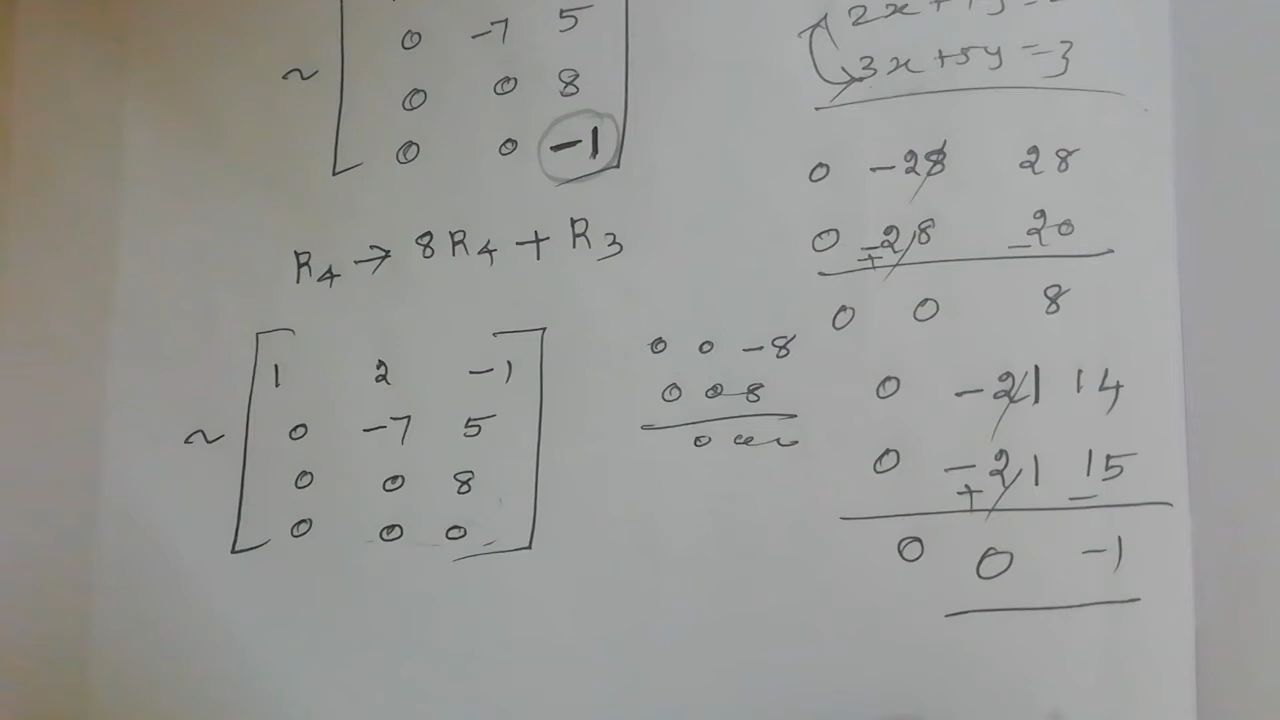 0 -7 5
~ 0 0 8
0 0 -1
R4 → 8R4 + R3
~ 1 2 -1
0 -7 5
0 0 8
0 0 0
0 0 -8
0 0 8
0
3x +5y = 3
0 -28 28
0 -28 -20
+
0 0 8
0 -21 14
0 -21 15
+ -
0 0 -1